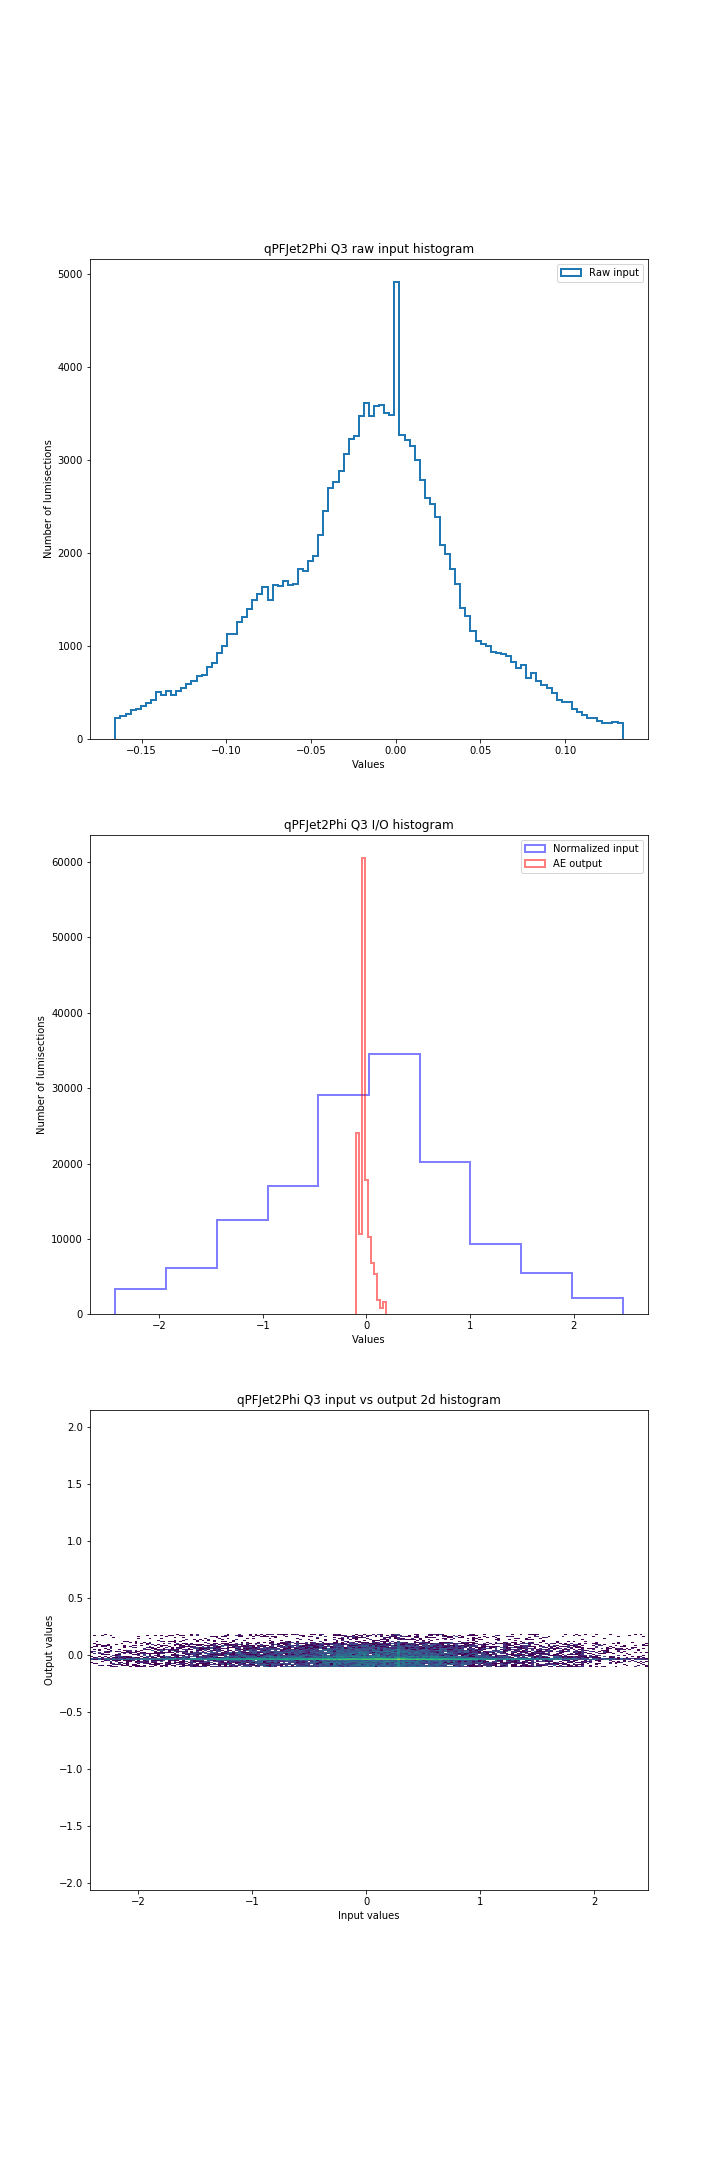 qPFJet2Phi Q3 raw input histogram
Raw input
5000
4000
3000
2000
1000
0
Number of lumisections
−0.15 −0.10 −0.05 0.00 0.05 0.10
Values
qPFJet2Phi Q3 I/O histogram
Normalized input
AE output
60000
50000
40000
30000
20000
10000
0
Number of lumisections
−2 −1 0 1 2
Values
qPFJet2Phi Q3 input vs output 2d histogram
2.0
1.5
1.0
0.5
0.0
−0.5
−1.0
−1.5
−2.0
Output values
−2 −1 0 1 2
Input values